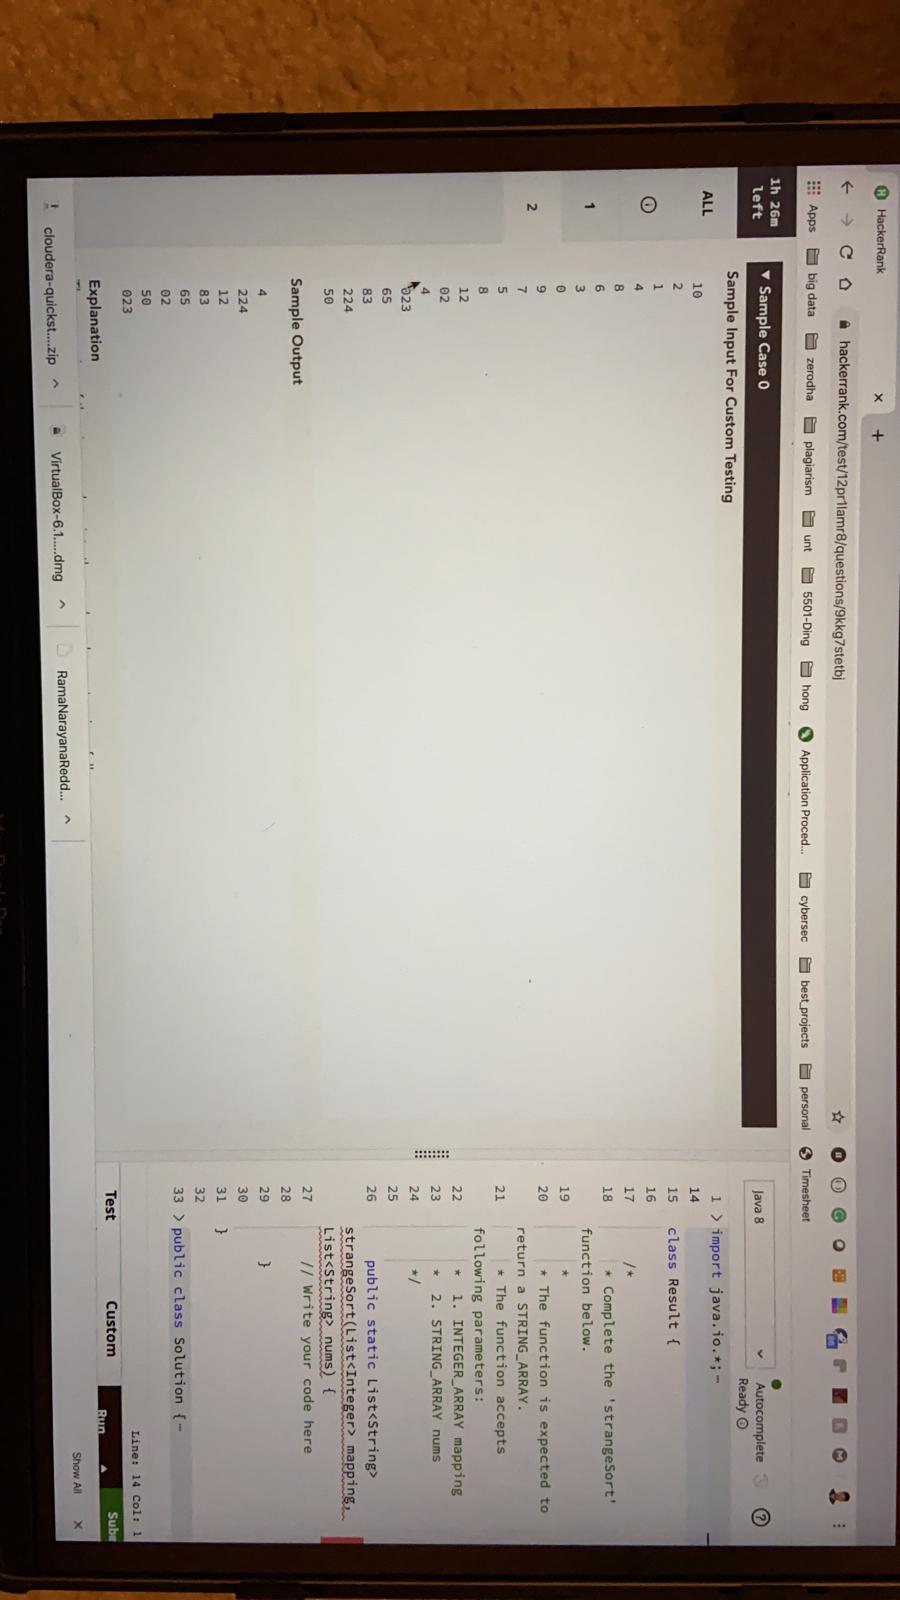 HackerRank
hackerrank.com/test/12pr1lamr8/questions/9kkg7stetbj
Apps big data zerodha plagiarism unt 5501-Ding hong Application Proced... cybersec best_projects personal Timesheet
1h 26m
left
ALL
1
2
▼ Sample Case 0
Sample Input For Custom Testing
10
2
1
4
8
6
3
0
9
7
5
8
12
02
4
023
65
83
224
50
Sample Output
4
224
12
83
65
02
50
023
Explanation
Java 8
Autocomplete
Ready
1 > import java.io.*;
14
15 class Result {
16
17 /*
18 * Complete the 'strangeSort'
function below.
19 *
20 * The function is expected to
return a STRING_ARRAY.
21 * The function accepts
following parameters:
22 * 1. INTEGER_ARRAY mapping
23 * 2. STRING_ARRAY nums
24 */
25
26 public static List<String>
strangeSort(List<Integer> mapping,
List<String> nums) {
27 // Write your code here
28
29 }
30
31 }
32
33 > public class Solution {
Line: 14 Col: 1
Test Custom Run
cloudera-quickst....zip VirtualBox-6.1.....dmg RamaNarayanaRedd... Show All